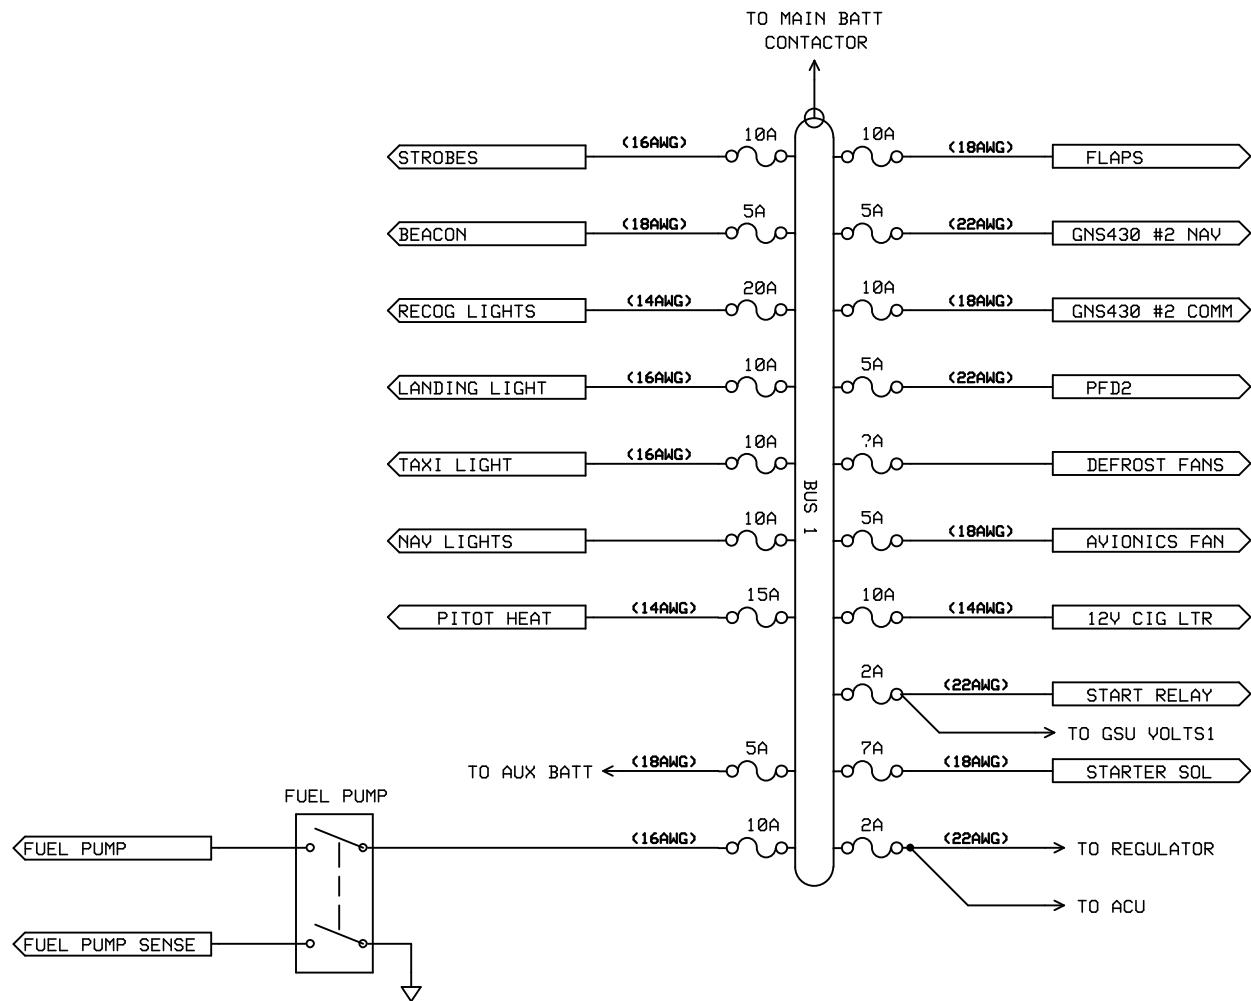 TO MAIN BATT
CONTACTOR
10A
10A
STROBES
(16AWG)
(18AWG)
FLAPS
5A
5A
BEACON
(18AWG)
(22AWG)
GNS430 #2 NAV
20A
10A
RECOG LIGHTS
(14AWG)
(18AWG)
GNS430 #2 COMM
10A
5A
LANDING LIGHT
(16AWG)
(22AWG)
PFD2
10A
?A
TAXI LIGHT
(16AWG)
DEFROST FANS
BUS 1
10A
5A
NAV LIGHTS
(18AWG)
AVIONICS FAN
15A
10A
PITOT HEAT
(14AWG)
(14AWG)
12V CIG LTR
2A
(22AWG)
START RELAY
TO GSU VOLTS1
5A
7A
TO AUX BATT
(18AWG)
(18AWG)
STARTER SOL
FUEL PUMP
10A
2A
FUEL PUMP
(16AWG)
(22AWG)
TO REGULATOR
TO ACU
FUEL PUMP SENSE